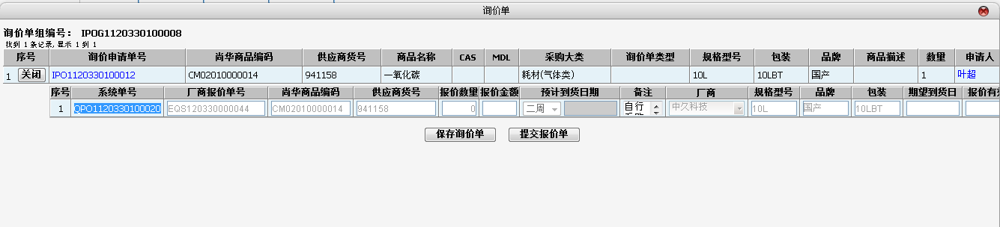 询价单
询价单组编号： IPOG1120330100008
找到 1 条记录, 显示 1 到 1
序号 询价申请单号 尚华商品编码 供应商货号 商品名称 CAS MDL 采购大类 询价单类型 规格型号 包装 品牌 商品描述 数量 申请人
1 关闭 IPO1120330100012 CM02010000014 941158 一氧化碳 耗材(气体类) 10L 10LBT 国产 1 叶超
序号 系统单号 厂商报价单号 尚华商品编码 供应商货号 报价数量 报价金额 预计到货日期 备注 厂商 规格型号 品牌 包装 期望到货日 报价有
1 OPO1120330100020 EQS120330000044 CM02010000014 941158 0 二周 自行 中久科技 10L 国产 10LBT
保存询价单 提交报价单